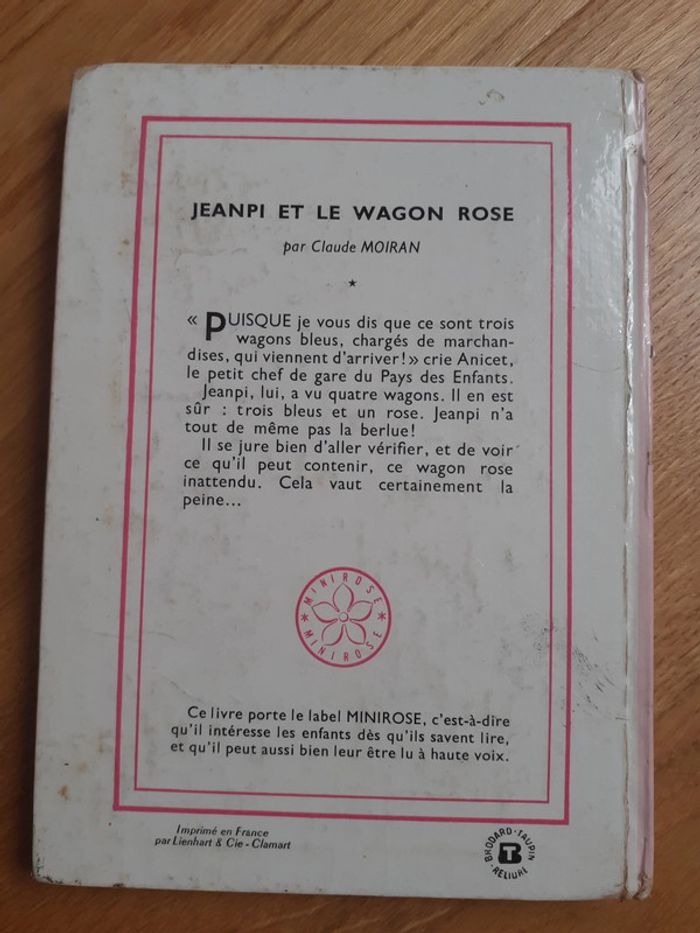 JEANPI ET LE WAGON ROSE
par Claude MOIRAN
★
« PUISQUE je vous dis que ce sont trois
wagons bleus, chargés de marchan-
dises, qui viennent d'arriver! » crie Anicet,
le petit chef de gare du Pays des Enfants.
Jeanpi, lui, a vu quatre wagons. Il en est
sûr : trois bleus et un rose. Jeanpi n'a
tout de même pas la berlue!
Il se jure bien d'aller vérifier, et de voir
ce qu'il peut contenir, ce wagon rose
inattendu. Cela vaut certainement la
peine...
MINIROSE
* MINIROSE *
Ce livre porte le label MINIROSE, c'est-à-dire
qu'il intéresse les enfants dès qu'ils savent lire,
et qu'il peut aussi bien leur être lu à haute voix.
Imprimé en France
par Lienhart & Cie - Clamart
BRODARD-TAUPIN
BT
-RELIURE